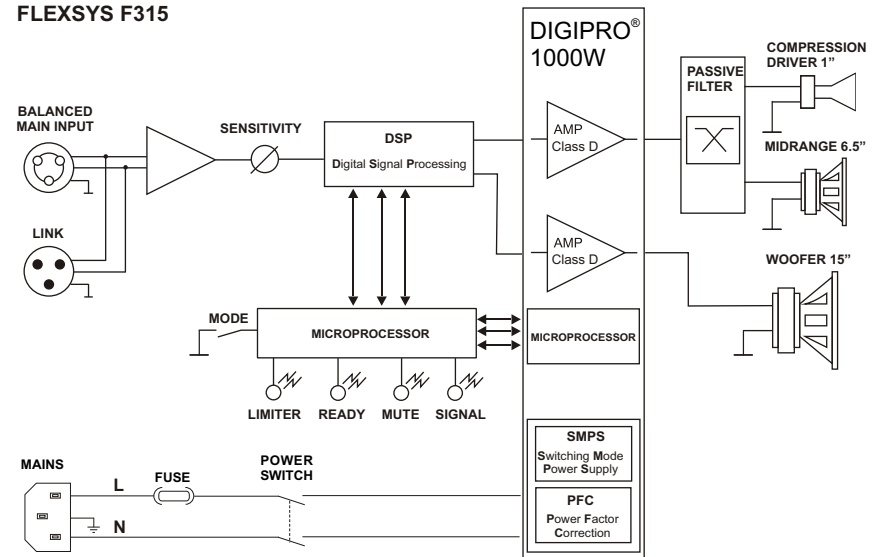 FLEXSYS F315
DIGIPRO®
1000W
COMPRESSION
DRIVER 1”
PASSIVE
FILTER
BALANCED
MAIN INPUT
SENSITIVITY
DSP
Digital Signal Processing
AMP
Class D
MIDRANGE 6.5”
LINK
AMP
Class D
WOOFER 15”
MODE
MICROPROCESSOR
MICROPROCESSOR
LIMITER READY MUTE SIGNAL
SMPS
Switching Mode
Power Supply
MAINS
L
FUSE
POWER
SWITCH
PFC
Power Factor
Correction
N